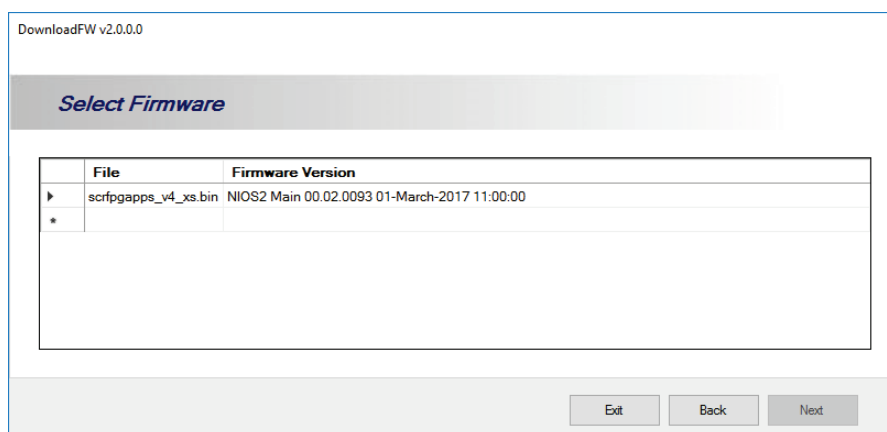 DownloadFW v2.0.0.0
Select Firmware
File Firmware Version
scrfpgapps_v4_xs.bin NIOS2 Main 00.02.0093 01-March-2017 11:00:00
*
Exit Back Next